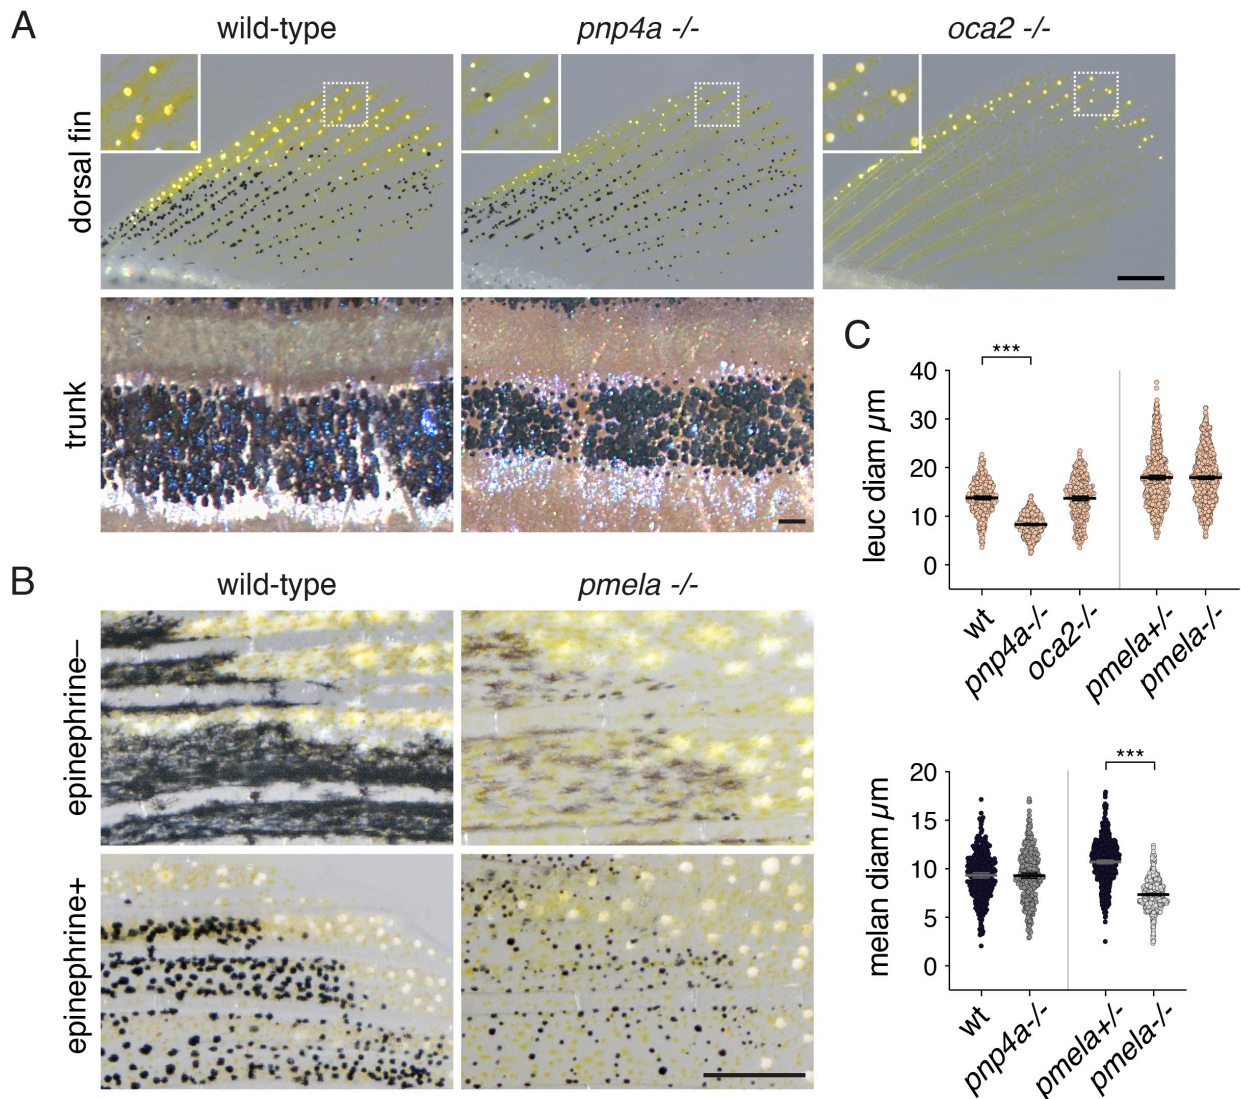 A
wild-type
pnp4a -/-
oca2 -/-
dorsal fin
trunk
B
wild-type
pmela -/-
epinephrine–
epinephrine+
C
***
40
30
20
10
0
leuc diam µm
wt
pnp4a-/-
oca2-/-
pmela+/-
pmela-/-
***
20
15
10
5
0
melan diam µm
wt
pnp4a-/-
pmela+/-
pmela-/-